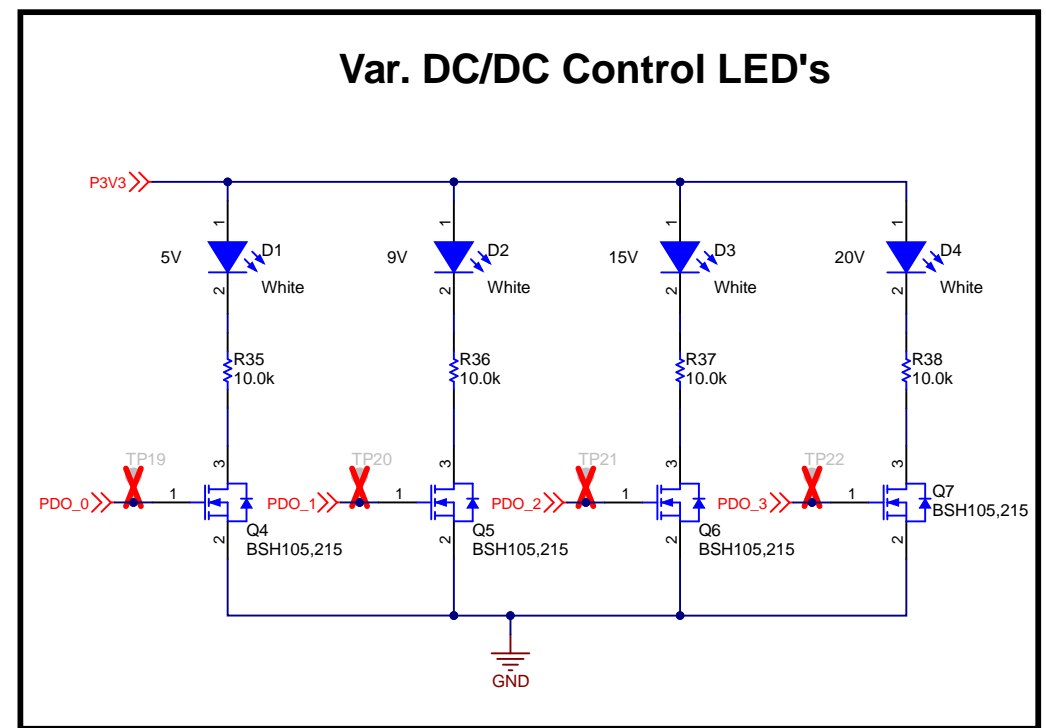 Var. DC/DC Control LED's
P3V3
1 1 1 1
5V D1 9V D2 15V D3 20V D4
White White White White
2 2 2 2
R35 R36 R37 R38
10.0k 10.0k 10.0k 10.0k
TP19 TP20 TP21 TP22
3 3 3 3
PDO_0 1 PDO_1 1 PDO_2 1 PDO_3 1 Q7
BSH105,215
Q4 Q5 Q6
2 2 2 2
BSH105,215 BSH105,215 BSH105,215
GND